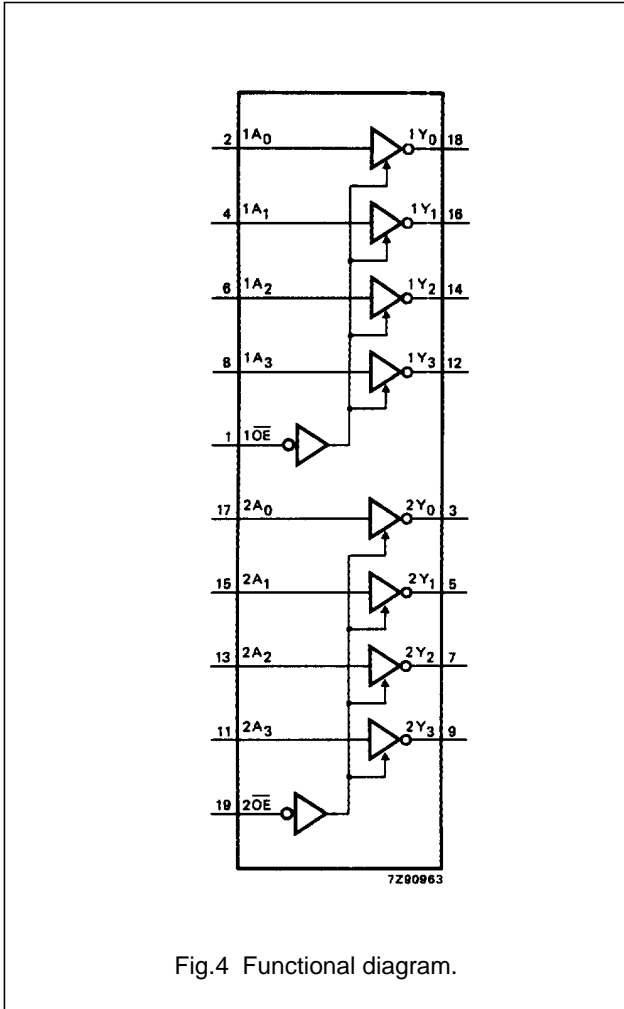 2 1A0 1Y0 18
4 1A1 1Y1 16
6 1A2 1Y2 14
8 1A3 1Y3 12
1 1O̅E̅
17 2A0 2Y0 3
15 2A1 2Y1 5
13 2A2 2Y2 7
11 2A3 2Y3 9
19 2O̅E̅
7Z90963
Fig.4 Functional diagram.